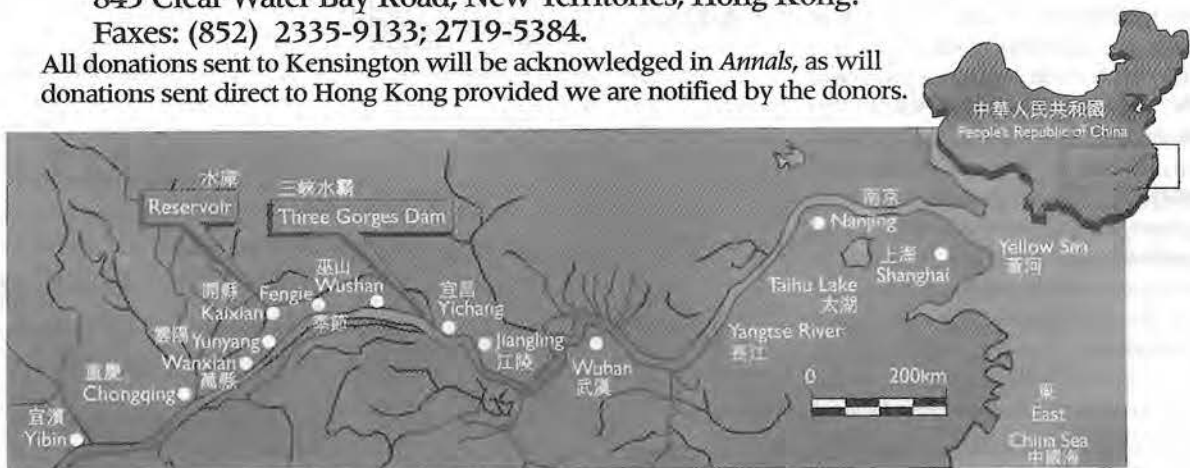 845 Clear Water Bay Road, New Territories, Hong Kong.
Faxes: (852) 2335-9133; 2719-5384.
All donations sent to Kensington will be acknowledged in Annals, as will
donations sent direct to Hong Kong provided we are notified by the donors.
中華人民共和國
People's Republic of China
水庫
Reservoir
三峽水霸
Three Gorges Dam
南京
Nanjing
上海
Shanghai
Yellow Sea
Taihu Lake
太湖
Yangtse River
長江
巫山
Wushan
Fengie
季節
開縣
Kaixian
宜昌
Yichang
雲陽
Yunyang
Wanxian
萬縣
Jiangling
江陵
Wuhan
武漢
重慶
Chongqing
宜濱
Yibin
0 200km
東
East
China Sea
中國海